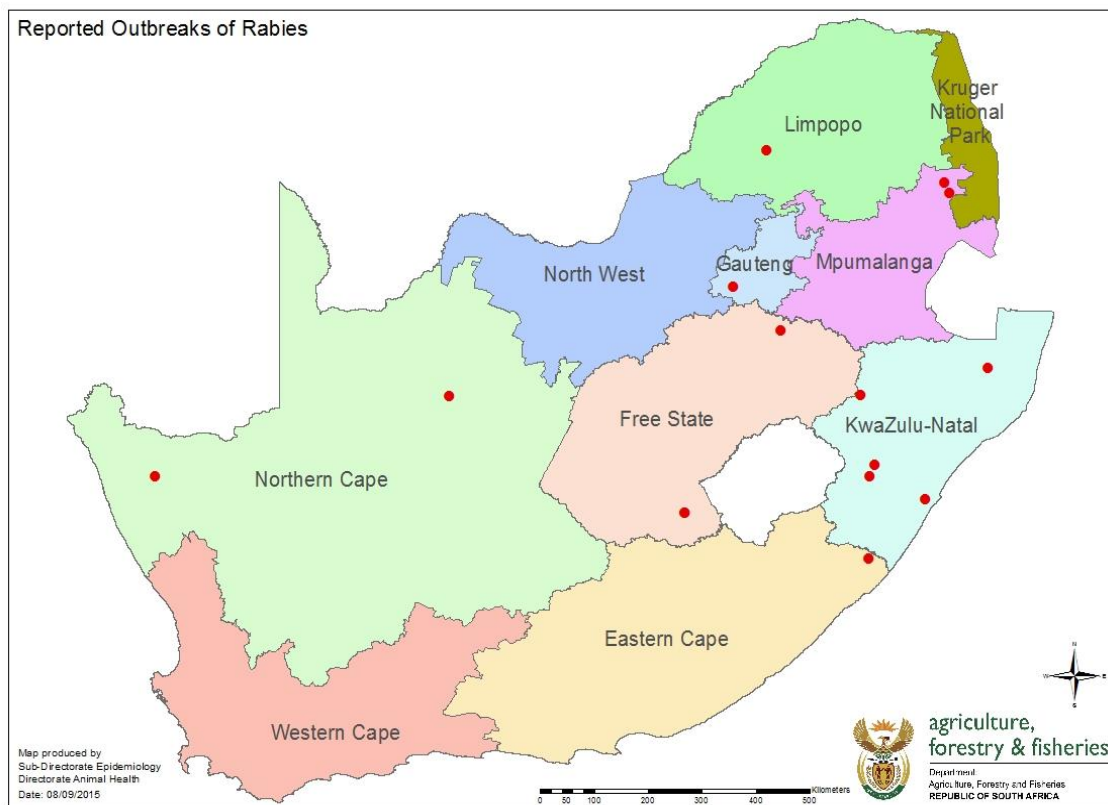 Reported Outbreaks of Rabies
Kruger
National
Park
Limpopo
North West
Gauteng
Mpumalanga
Free State
KwaZulu-Natal
Northern Cape
Eastern Cape
Western Cape
N
W
E
S
Map produced by
Sub-Directorate Epidemiology
Directorate Animal Health
Date: 08/09/2015
Kilometers
0 50 100 200 300 400 500
agriculture,
forestry & fisheries
Department:
Agriculture, Forestry and Fisheries
REPUBLIC OF SOUTH AFRICA